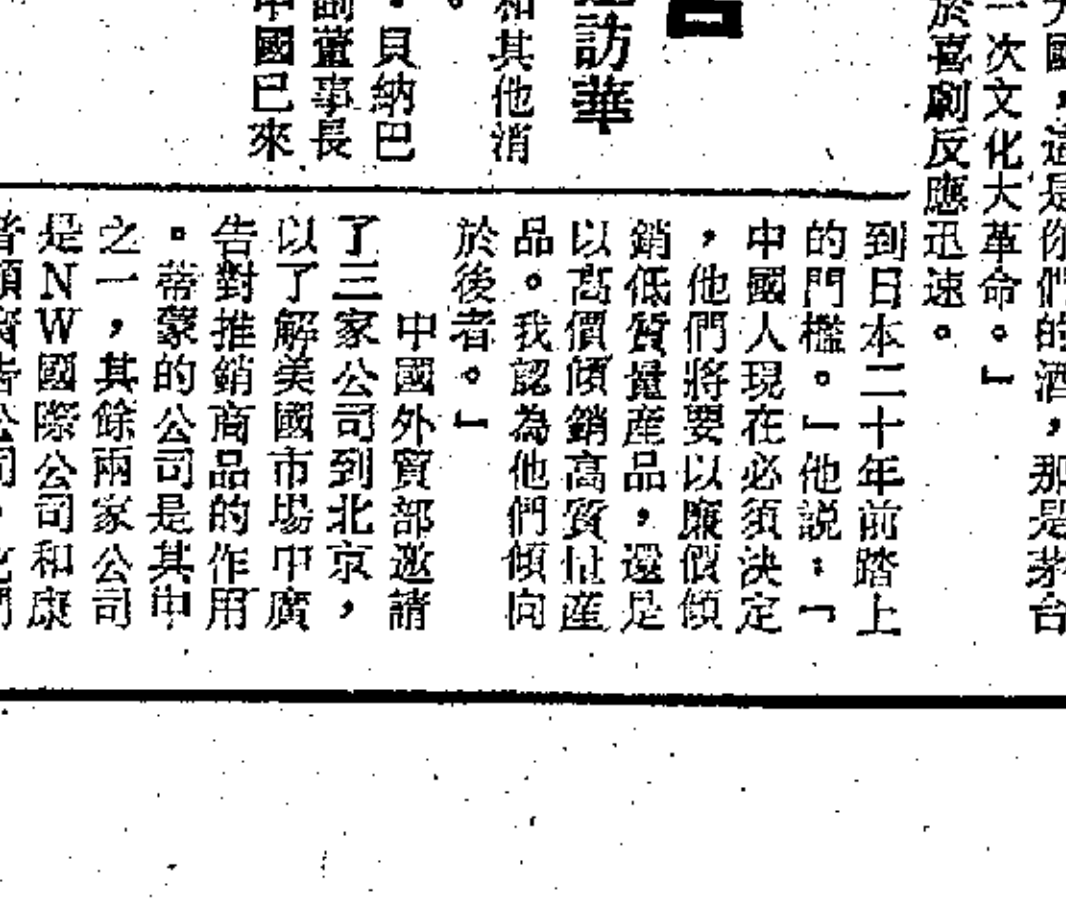 大國，這是你們的酒，那是茅台
一次文化大革命。」
於喜劇反應迅速。
到日本二十年前踏上
的門檻。」他説：「
中國人現在必須決定
，他們將要以廉價傾
銷低質量産品，還是
以高價傾銷高質量産
品。我認為他們傾向
於後者。」
訪華
和其他消
。
・貝納巴
副董事長
中國已來
中國外貿部邀請
了三家公司到北京，
以了解美國市場中廣
告對推銷商品的作用
。蒂蒙的公司是其中
之一，其餘兩家公司
是NW國際公司和康